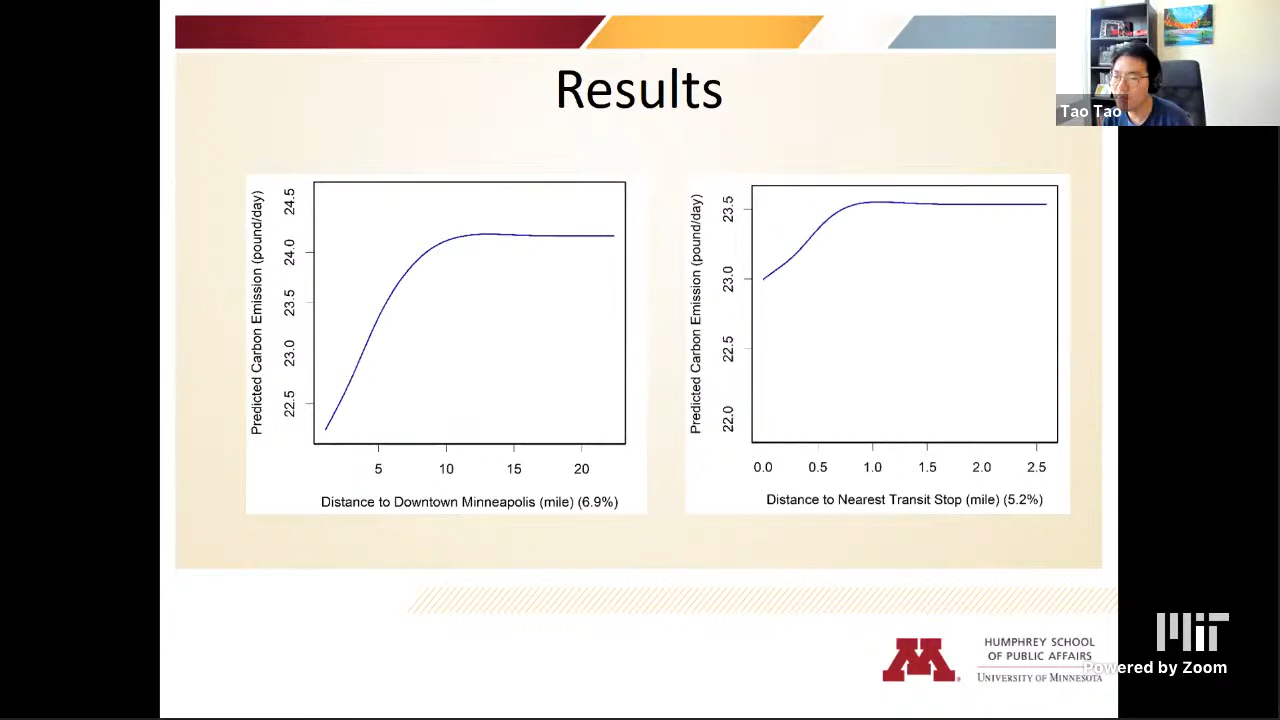 Results
Tao Tao
Predicted Carbon Emission (pound/day)
24.5
24.0
23.5
23.0
22.5
5 10 15 20
Distance to Downtown Minneapolis (mile) (6.9%)
Predicted Carbon Emission (pound/day)
23.5
23.0
22.5
22.0
0.0 0.5 1.0 1.5 2.0 2.5
Distance to Nearest Transit Stop (mile) (5.2%)
M
HUMPHREY SCHOOL
OF PUBLIC AFFAIRS
UNIVERSITY OF MINNESOTA
MIT
Powered by Zoom